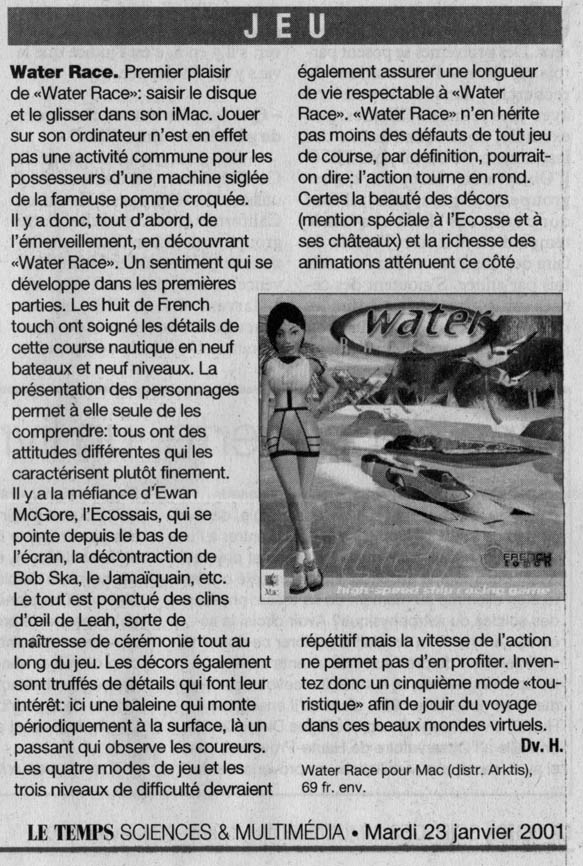 JEU
Water Race. Premier plaisir
de «Water Race»: saisir le disque
et le glisser dans son iMac. Jouer
sur son ordinateur n'est en effet
pas une activité commune pour les
possesseurs d'une machine siglée
de la fameuse pomme croquée.
Il y a donc, tout d'abord, de
l'émerveillement, en découvrant
«Water Race». Un sentiment qui se
développe dans les premières
parties. Les huit de French
touch ont soigné les détails de
cette course nautique en neuf
bateaux et neuf niveaux. La
présentation des personnages
permet à elle seule de les
comprendre: tous ont des
attitudes différentes qui les
caractérisent plutôt finement.
Il y a la méfiance d'Ewan
McGore, l'Ecossais, qui se
pointe depuis le bas de
l'écran, la décontraction de
Bob Ska, le Jamaïquain, etc.
Le tout est ponctué des clins
d'œil de Leah, sorte de
maîtresse de cérémonie tout au
long du jeu. Les décors également
sont truffés de détails qui font leur
intérêt: ici une baleine qui monte
périodiquement à la surface, là un
passant qui observe les coureurs.
Les quatre modes de jeu et les
trois niveaux de difficulté devraient
également assurer une longueur
de vie respectable à «Water
Race». «Water Race» n'en hérite
pas moins des défauts de tout jeu
de course, par définition, pourrait-
on dire: l'action tourne en rond.
Certes la beauté des décors
(mention spéciale à l'Ecosse et à
ses châteaux) et la richesse des
animations atténuent ce côté
water
Mac
FRENCH
touch
high-speed ship racing game
répétitif mais la vitesse de l'action
ne permet pas d'en profiter. Inven-
tez donc un cinquième mode «tou-
ristique» afin de jouir du voyage
dans ces beaux mondes virtuels.
Dv. H.
Water Race pour Mac (distr. Arktis),
69 fr. env.
LE TEMPS SCIENCES & MULTIMÉDIA • Mardi 23 janvier 2001